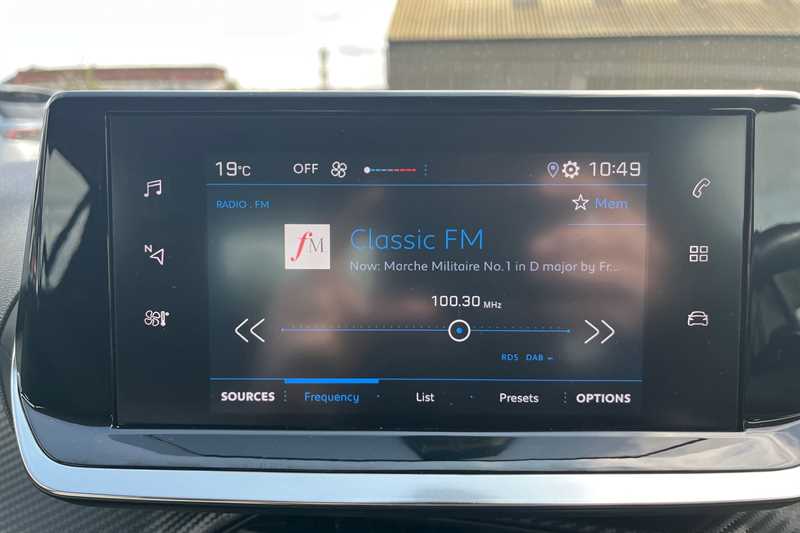 19°C OFF 10:49
RADIO . FM
Mem
fM
Classic FM
N
Now: Marche Militaire No.1 in D major by Fr...
100.30 MHz
RDS DAB
SOURCES Frequency List Presets OPTIONS